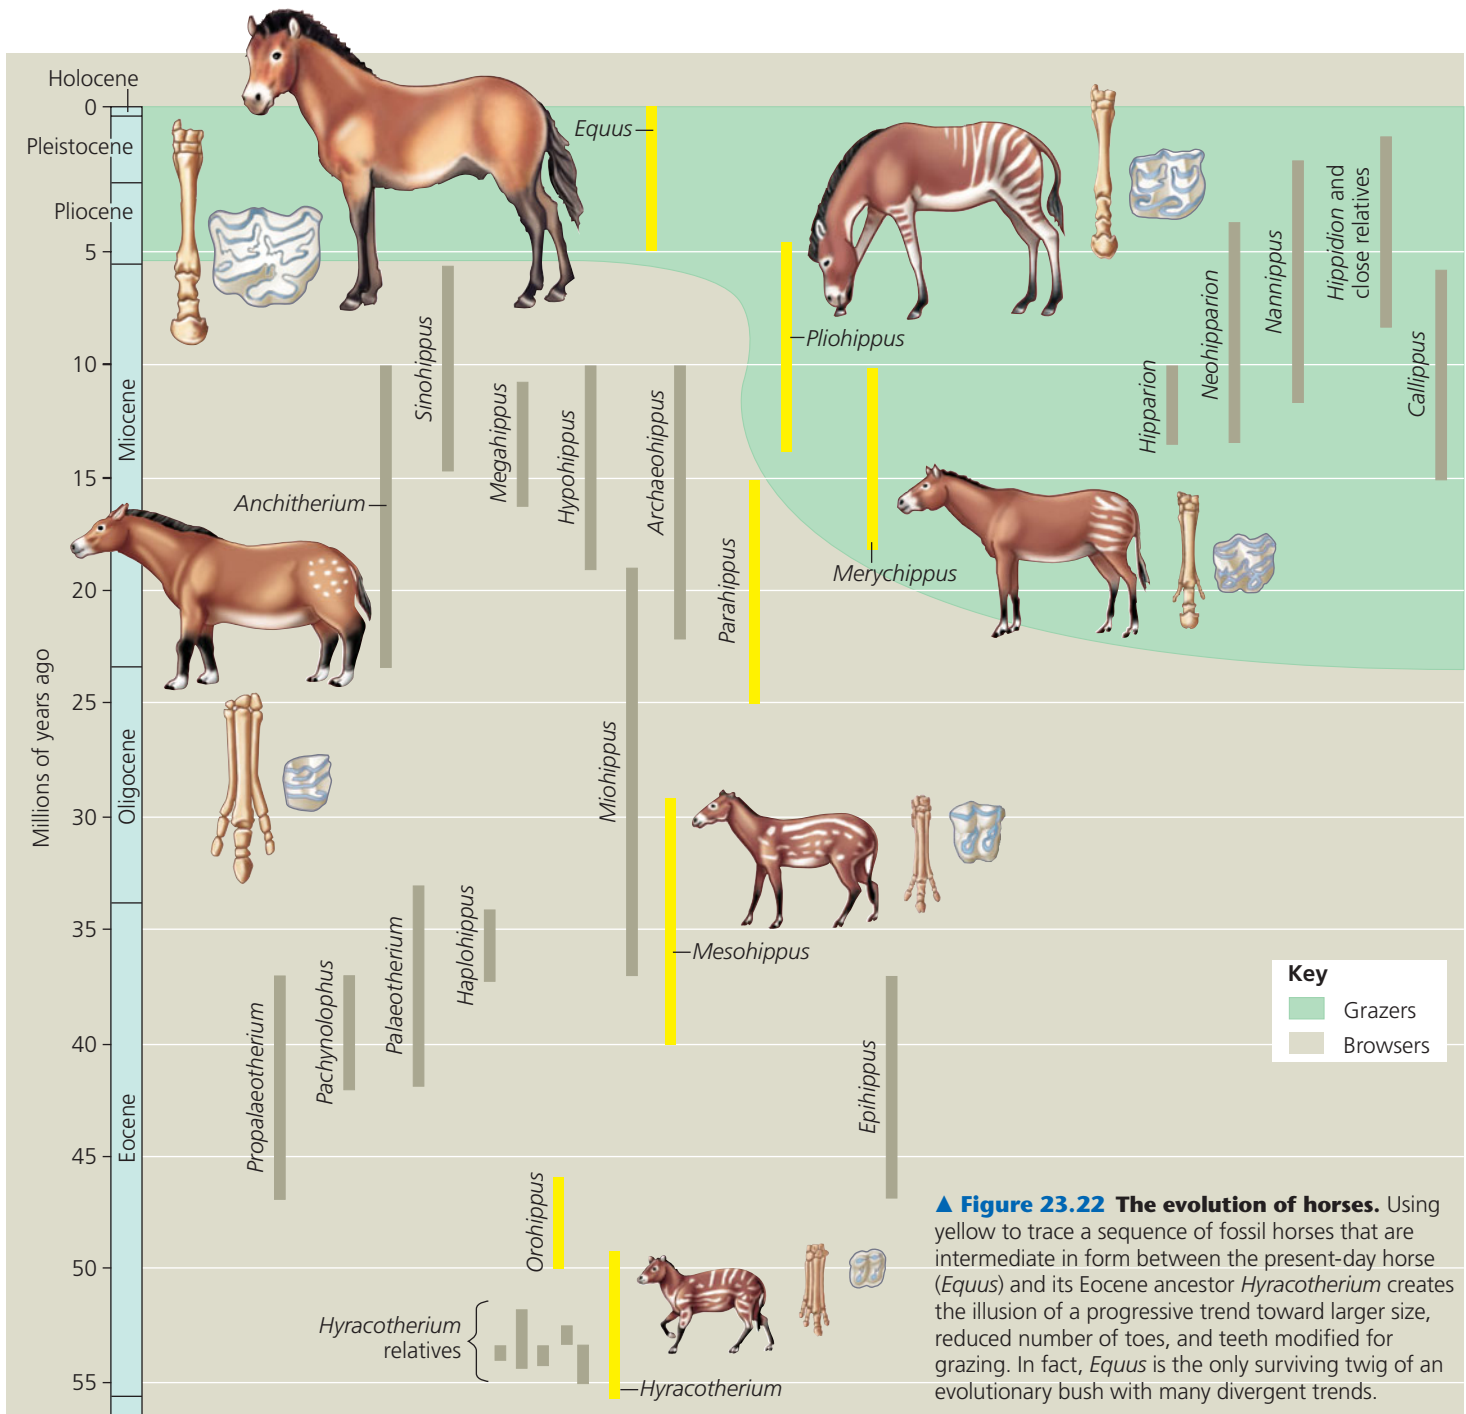 Holocene
0
Pleistocene
Pliocene
5
10
Miocene
15
20
25
Oligocene
30
35
40
Eocene
45
50
55
Millions of years ago
Equus
Pliohippus
Merychippus
Hipparion
Neohipparion
Nannippus
Hippidion and
close relatives
Callippus
Sinohippus
Megahippus
Hypohippus
Archaeohippus
Anchitherium
Parahippus
Miohippus
Mesohippus
Haplohippus
Palaeotherium
Pachynolophus
Propalaeotherium
Epihippus
Orohippus
Hyracotherium
relatives
Hyracotherium
Key
Grazers
Browsers
▲ Figure 23.22 The evolution of horses. Using
yellow to trace a sequence of fossil horses that are
intermediate in form between the present-day horse
(Equus) and its Eocene ancestor Hyracotherium creates
the illusion of a progressive trend toward larger size,
reduced number of toes, and teeth modified for
grazing. In fact, Equus is the only surviving twig of an
evolutionary bush with many divergent trends.